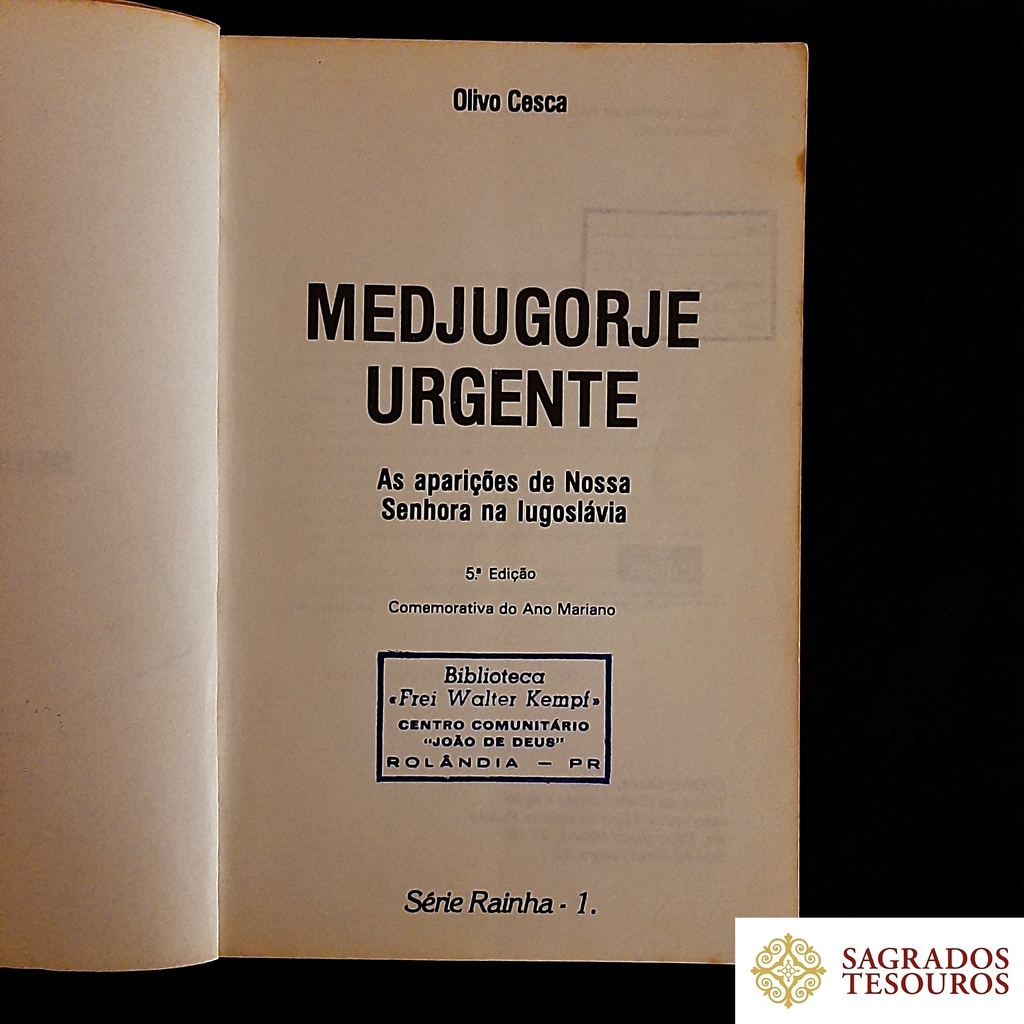 Olivo Cesca
MEDJUGORJE
URGENTE
As aparições de Nossa
Senhora na Iugoslávia
5ª Edição
Comemorativa do Ano Mariano
Biblioteca
«Frei Walter Kempf»
CENTRO COMUNITÁRIO
"JOÃO DE DEUS"
ROLÂNDIA — PR
Série Rainha - 1.
SAGRADOS
TESOUROS